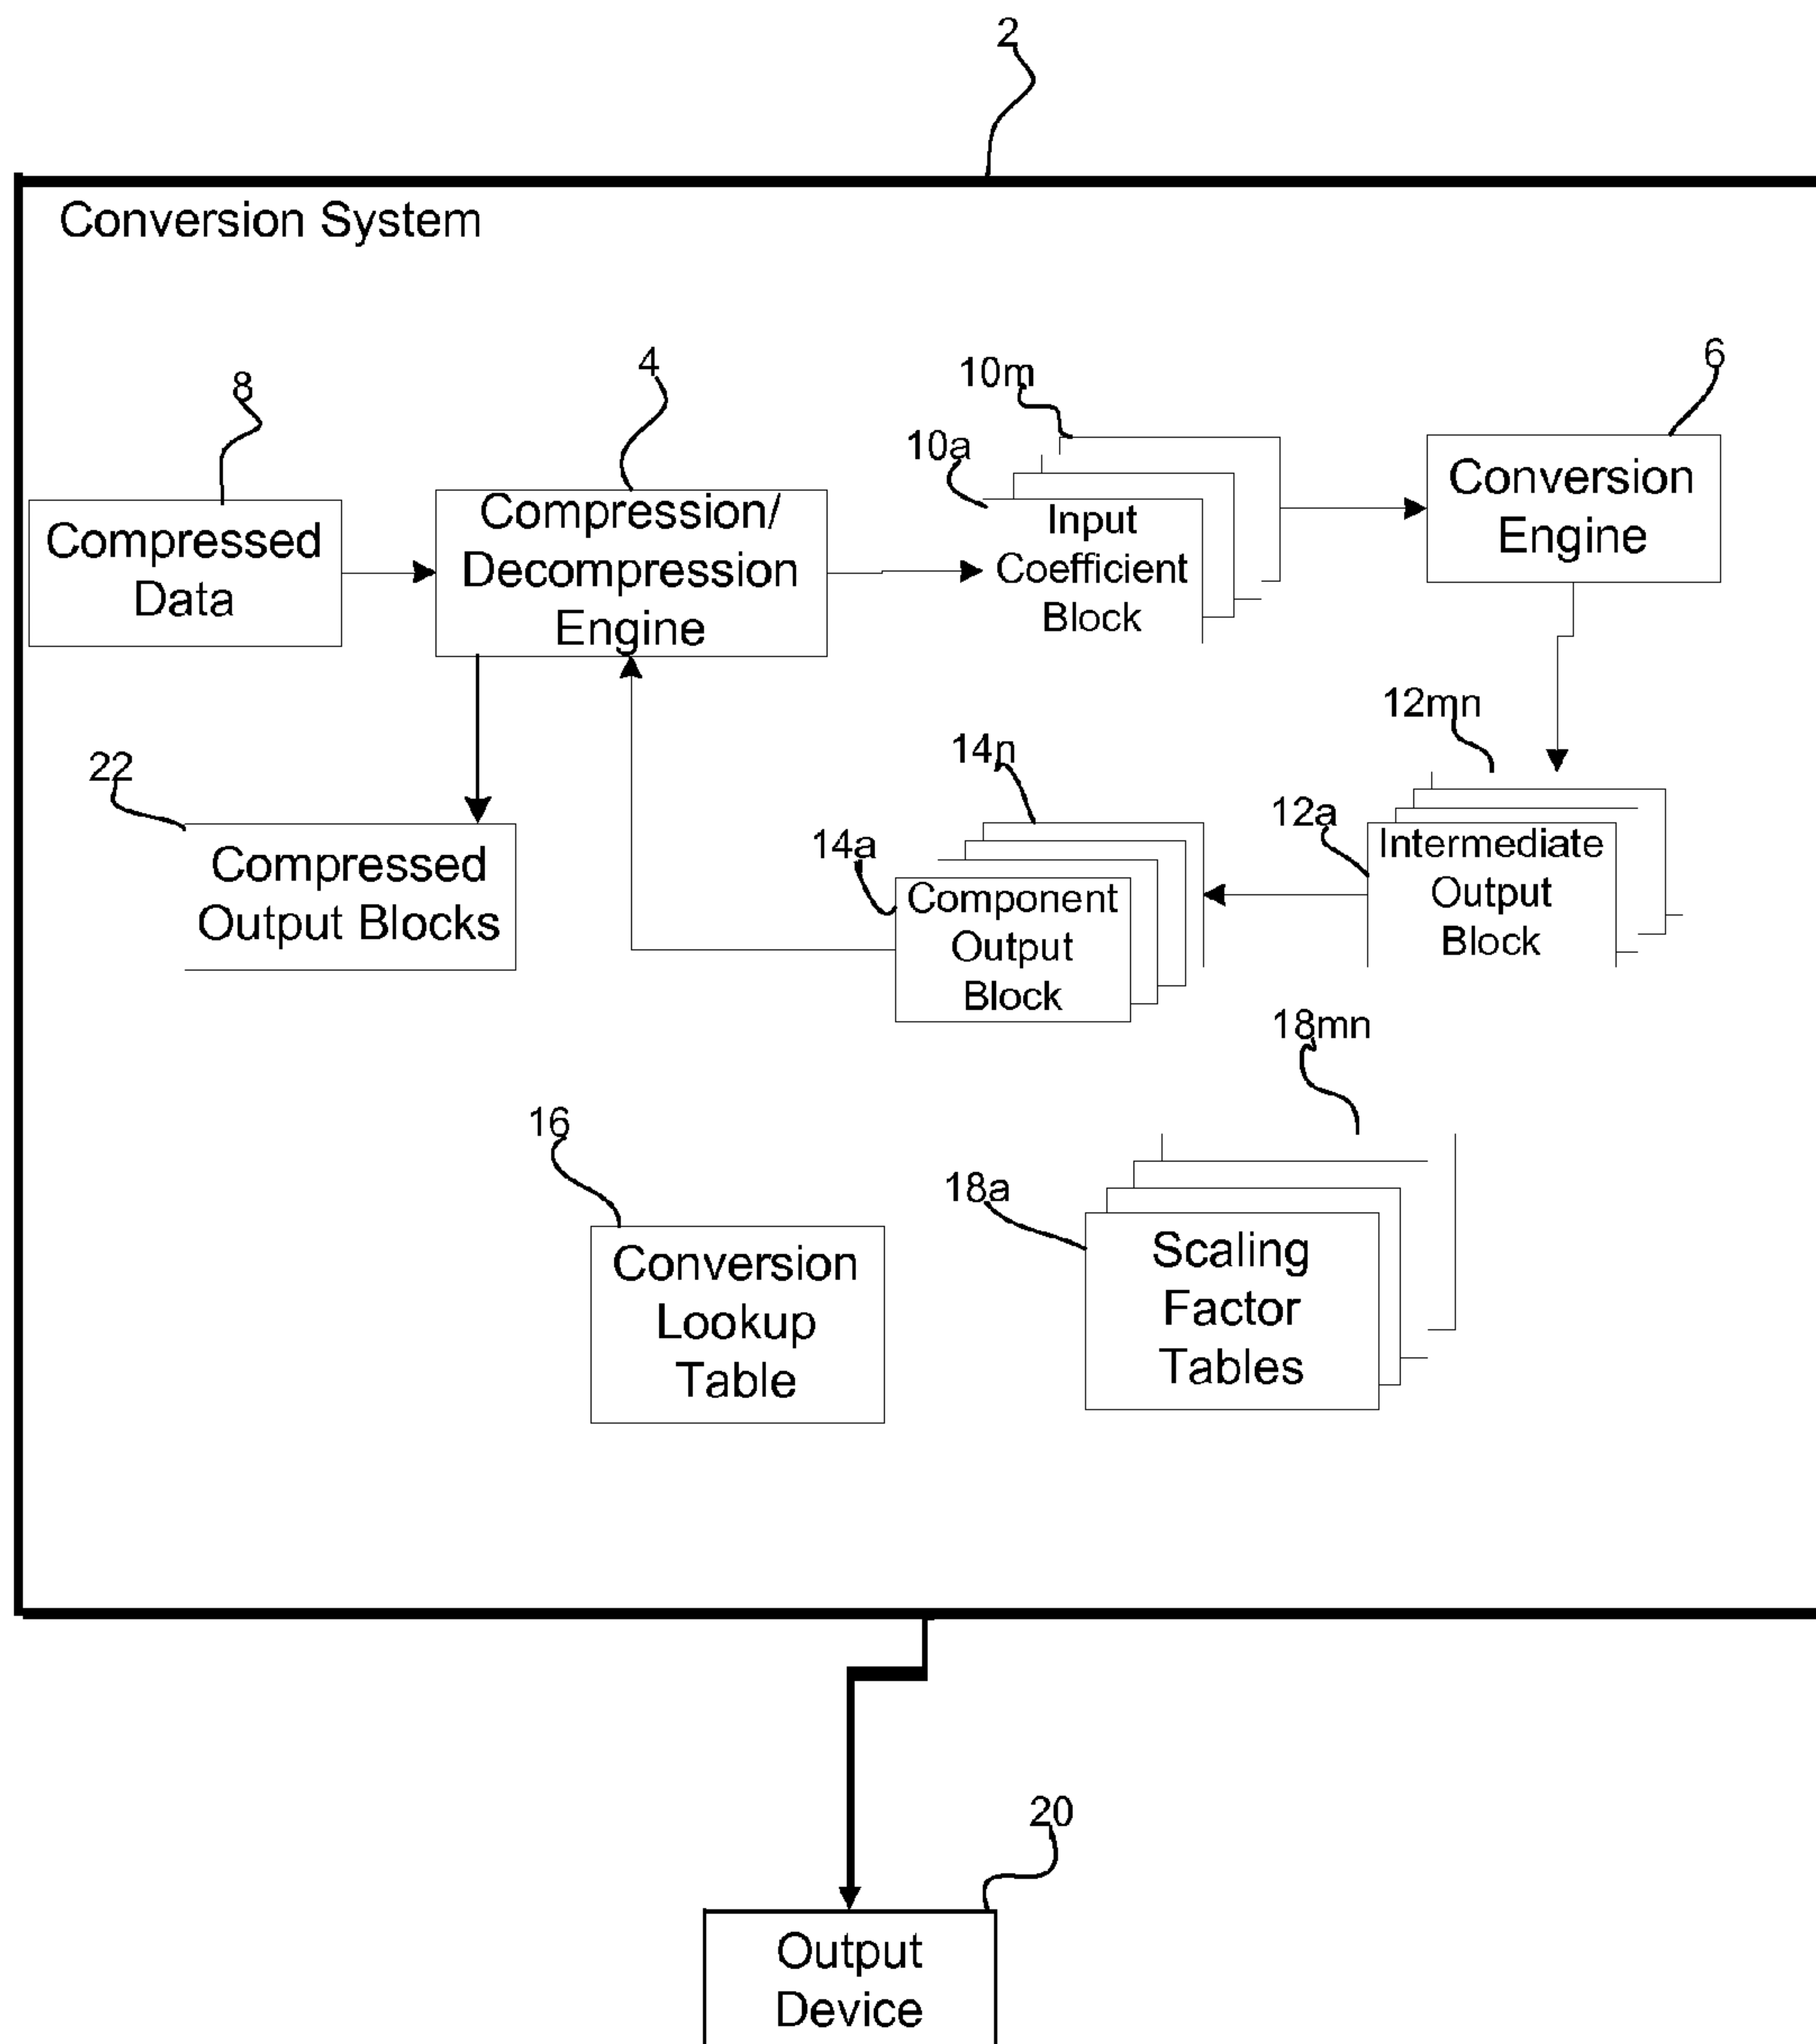 2
Conversion System
8
Compressed
Data
4
Compression/
Decompression
Engine
10m
10a
Input
Coefficient
Block
6
Conversion
Engine
22
Compressed
Output Blocks
14n
14a
Component
Output
Block
12mn
12a
Intermediate
Output
Block
16
Conversion
Lookup
Table
18mn
18a
Scaling
Factor
Tables
20
Output
Device